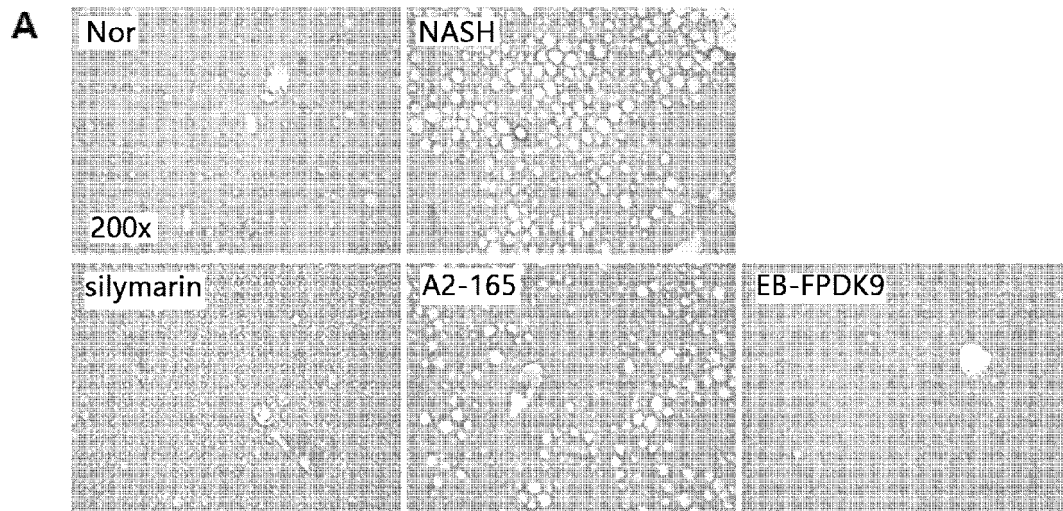 A
Nor
NASH
200x
silymarin
A2-165
EB-FPDK9